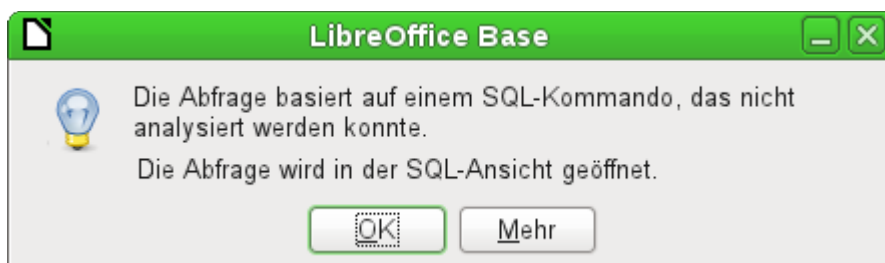 LibreOffice Base
Die Abfrage basiert auf einem SQL-Kommando, das nicht
analysiert werden konnte.
Die Abfrage wird in der SQL-Ansicht geöffnet.
OK
Mehr